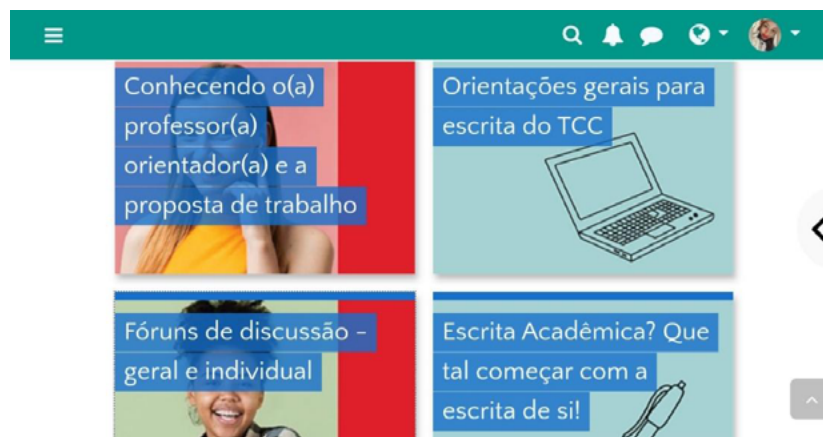 Conhecendo o(a)
professor(a)
orientador(a) e a
proposta de trabalho
Orientações gerais para
escrita do TCC
Fóruns de discussão –
geral e individual
Escrita Acadêmica? Que
tal começar com a
escrita de si!